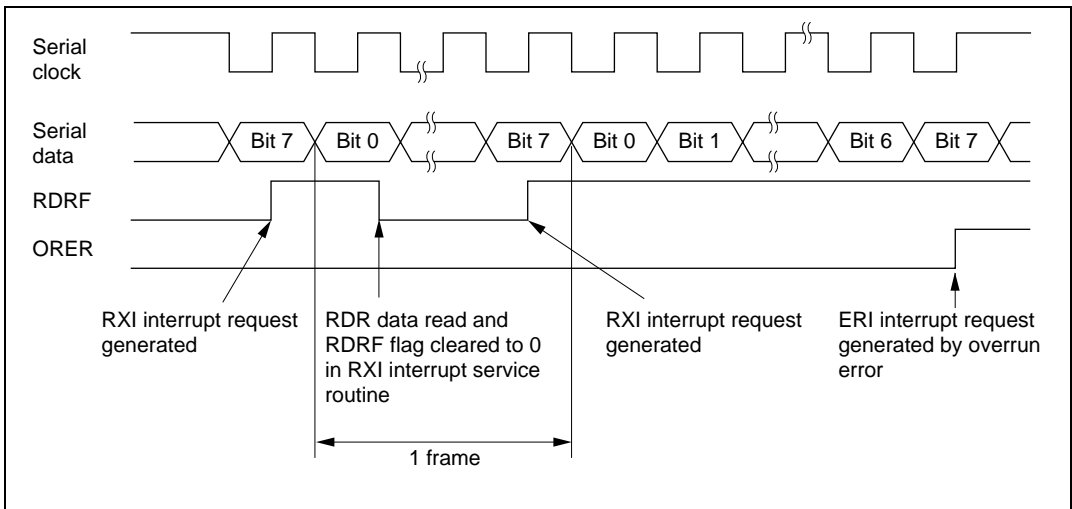 Serial
clock
Serial
data
Bit 7 Bit 0 Bit 7 Bit 0 Bit 1 Bit 6 Bit 7
RDRF
ORER
RXI interrupt request
generated
RDR data read and
RDRF flag cleared to 0
in RXI interrupt service
routine
RXI interrupt request
generated
ERI interrupt request
generated by overrun
error
1 frame